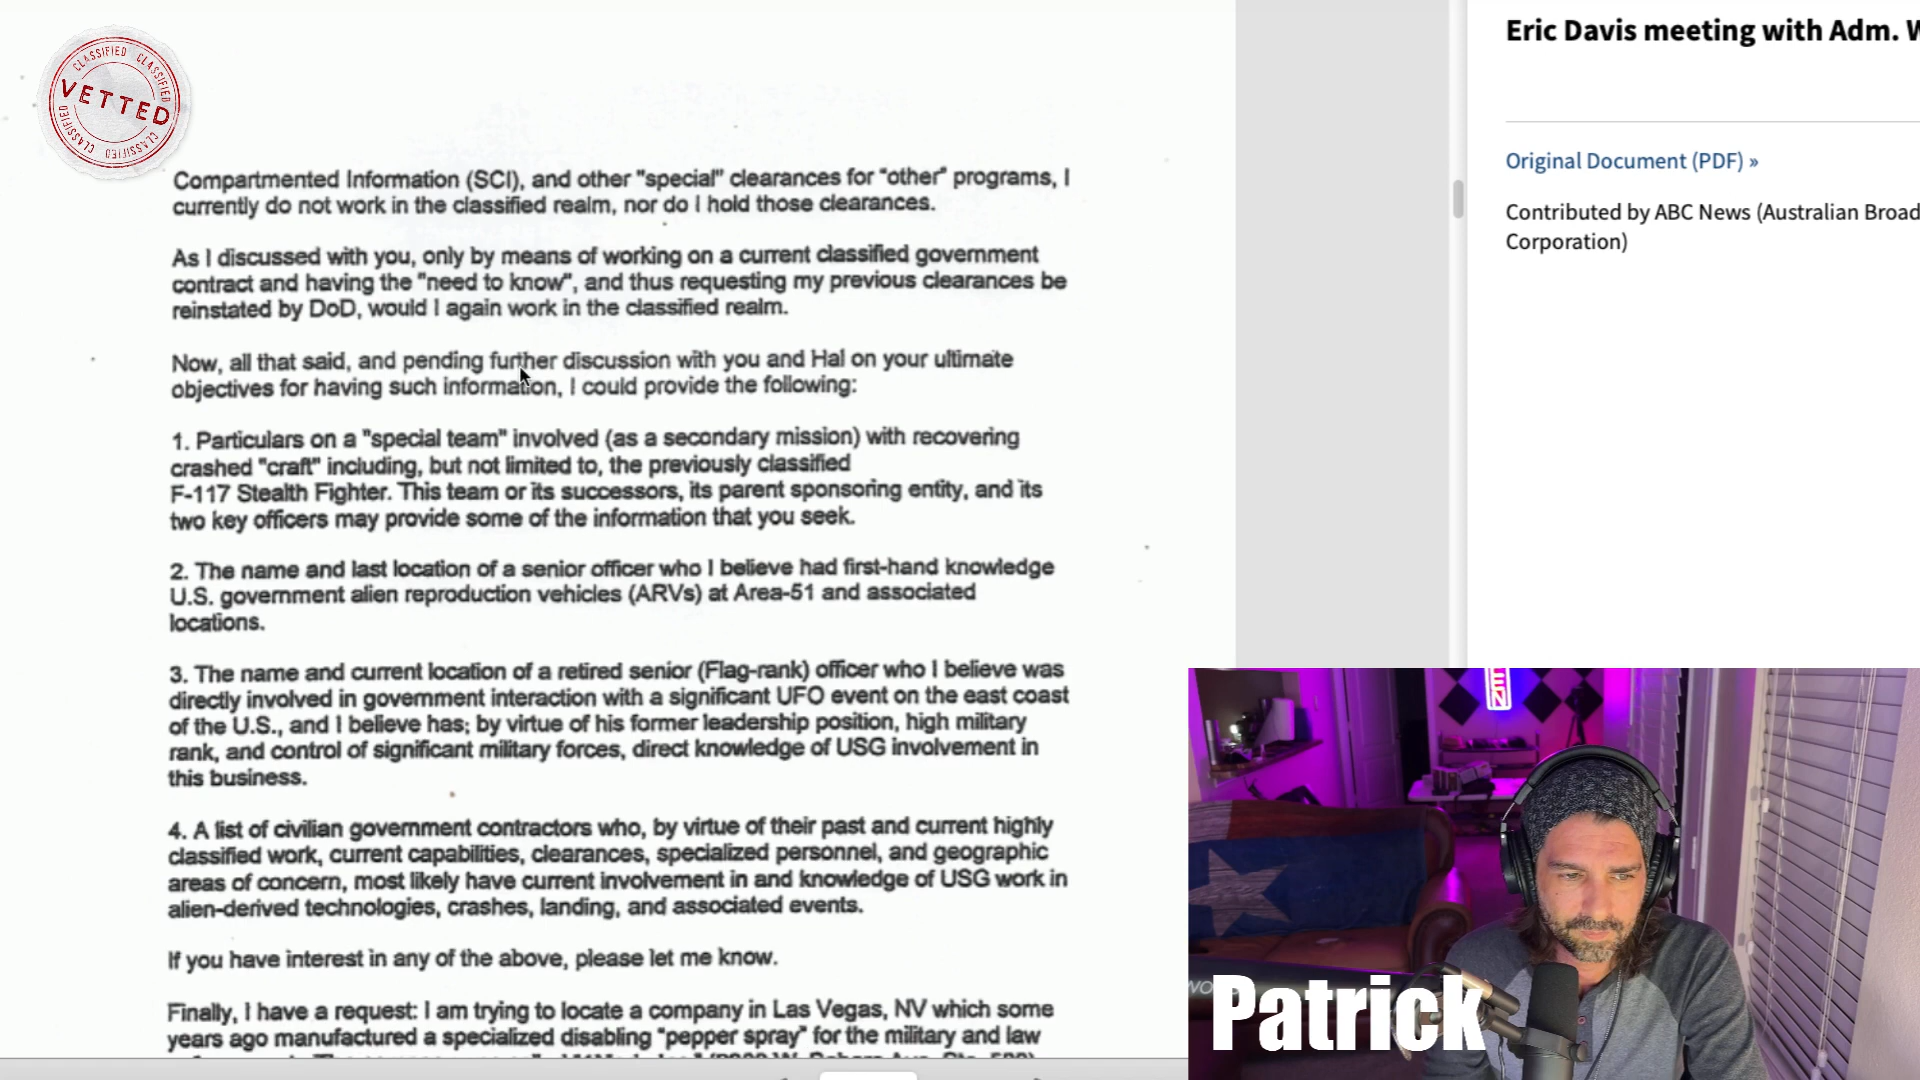 CLASSIFIED CLASSIFIED
VETTED
CLASSIFIED CLASSIFIED
Compartmented Information (SCI), and other "special" clearances for "other" programs, I
currently do not work in the classified realm, nor do I hold those clearances.
As I discussed with you, only by means of working on a current classified government
contract and having the "need to know", and thus requesting my previous clearances be
reinstated by DoD, would I again work in the classified realm.
Now, all that said, and pending further discussion with you and Hal on your ultimate
objectives for having such information, I could provide the following:
1. Particulars on a "special team" involved (as a secondary mission) with recovering
crashed "craft" including, but not limited to, the previously classified
F-117 Stealth Fighter. This team or its successors, its parent sponsoring entity, and its
two key officers may provide some of the information that you seek.
2. The name and last location of a senior officer who I believe had first-hand knowledge
U.S. government alien reproduction vehicles (ARVs) at Area-51 and associated
locations.
3. The name and current location of a retired senior (Flag-rank) officer who I believe was
directly involved in government interaction with a significant UFO event on the east coast
of the U.S., and I believe has; by virtue of his former leadership position, high military
rank, and control of significant military forces, direct knowledge of USG involvement in
this business.
4. A list of civilian government contractors who, by virtue of their past and current highly
classified work, current capabilities, clearances, specialized personnel, and geographic
areas of concern, most likely have current involvement in and knowledge of USG work in
alien-derived technologies, crashes, landing, and associated events.
If you have interest in any of the above, please let me know.
Finally, I have a request: I am trying to locate a company in Las Vegas, NV which some
years ago manufactured a specialized disabling "pepper spray" for the military and law
Eric Davis meeting with Adm. W
Original Document (PDF) »
Contributed by ABC News (Australian Broad
Corporation)
Patrick